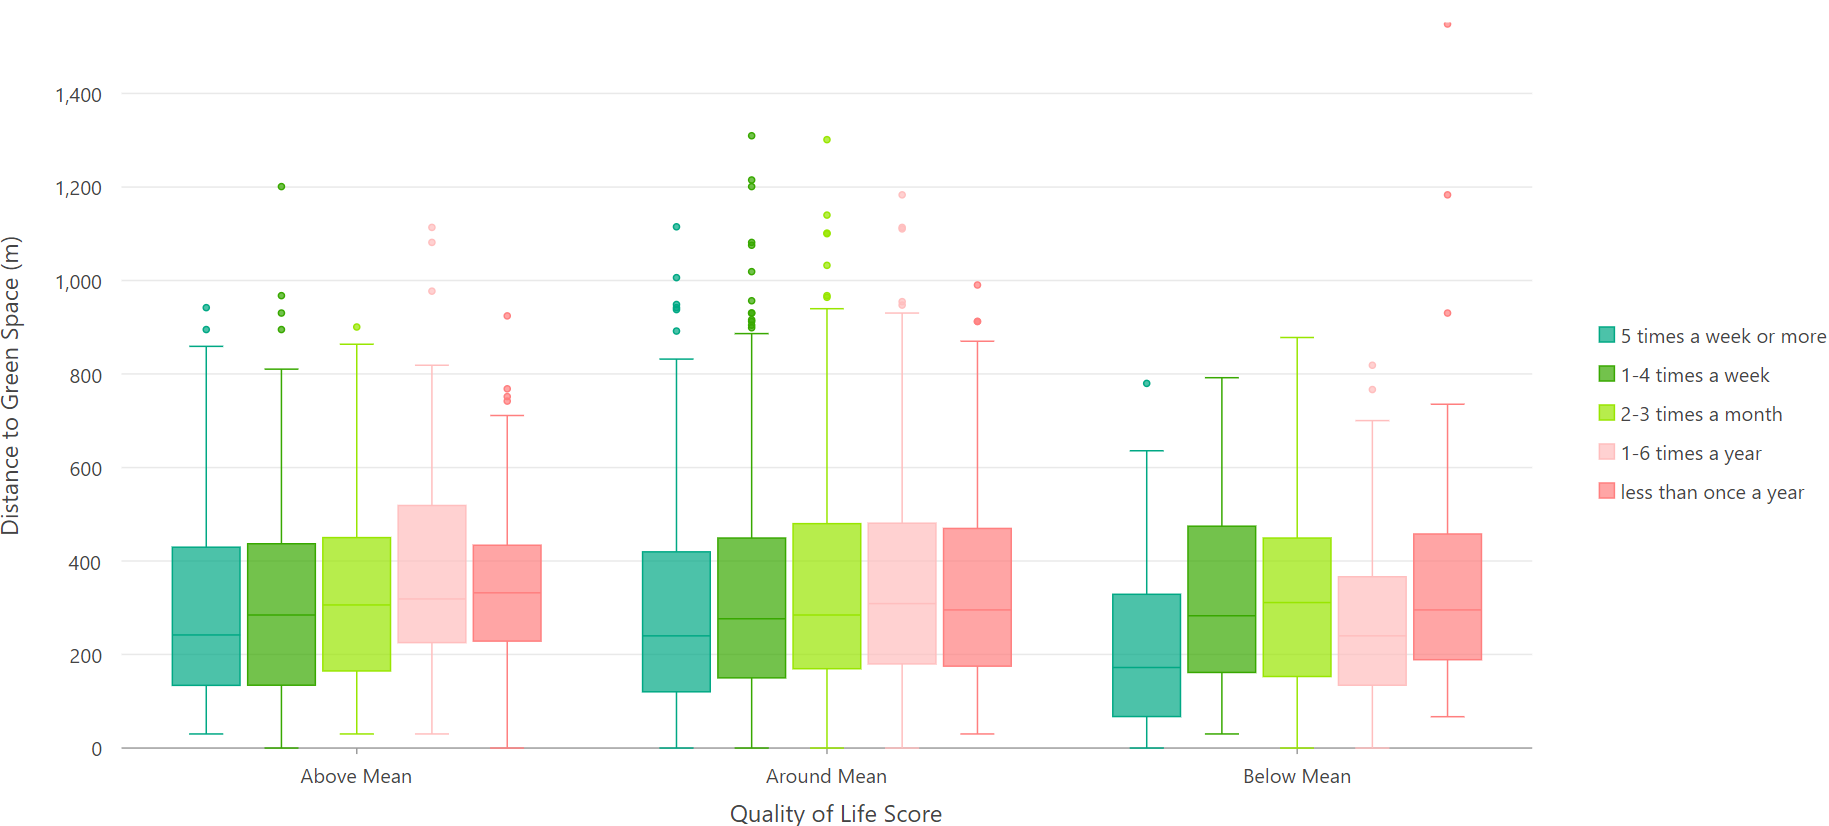 Distance to Green Space (m)
1,400
1,200
1,000
800
600
400
200
0
Above Mean
Around Mean
Below Mean
Quality of Life Score
5 times a week or more
1-4 times a week
2-3 times a month
1-6 times a year
less than once a year